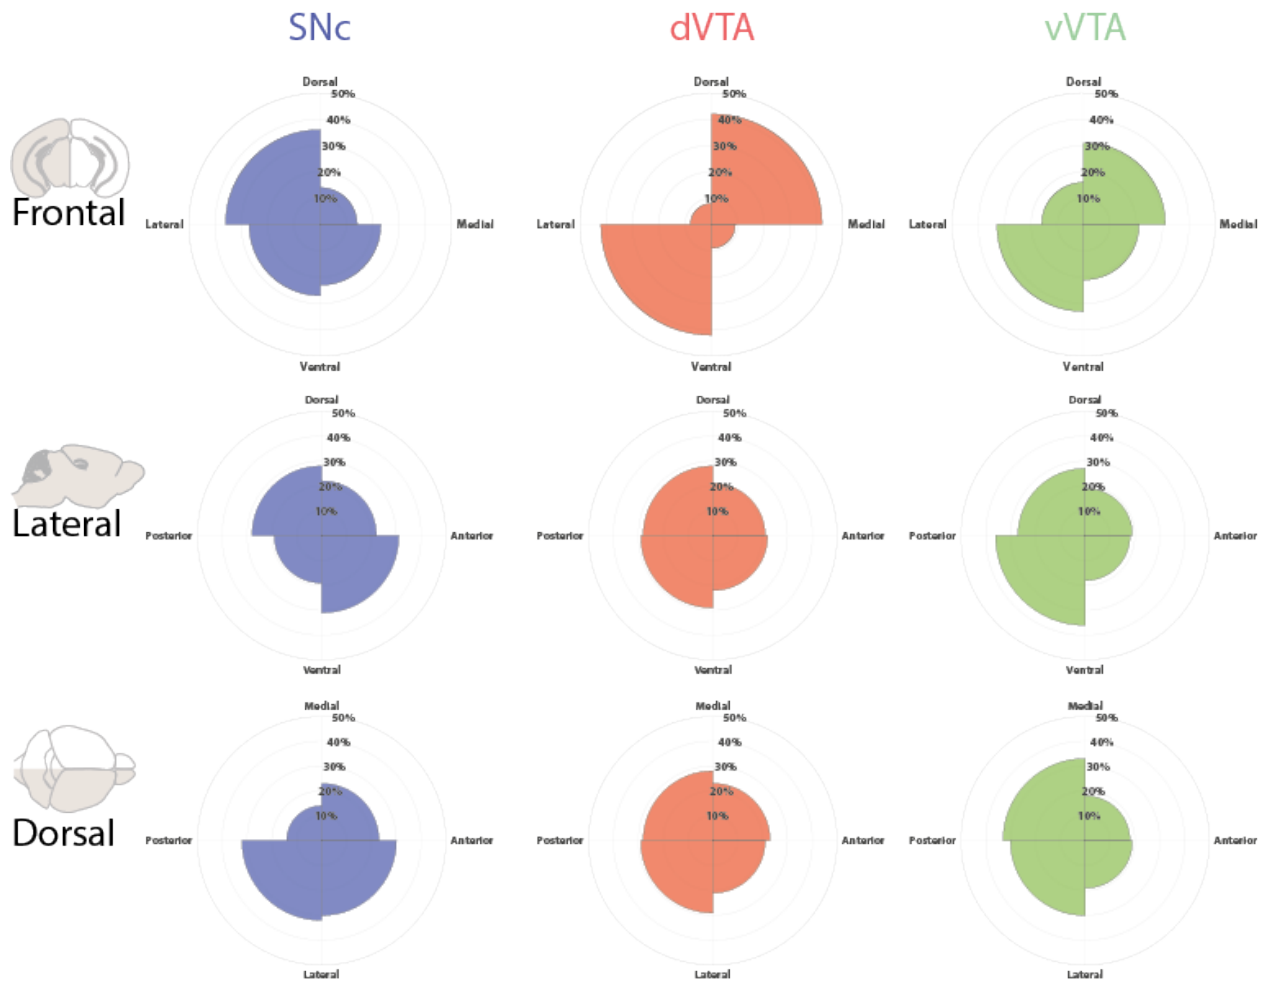 SNc dVTA vVTA
Dorsal Dorsal Dorsal
50% 50% 50%
40% 40% 40%
30% 30% 30%
20% 20% 20%
10% 10% 10%
Frontal
Lateral Medial Lateral Medial Lateral Medial
Ventral Ventral Ventral
Dorsal Dorsal Dorsal
50% 50% 50%
40% 40% 40%
30% 30% 30%
20% 20% 20%
10% 10% 10%
Lateral
Posterior Anterior Posterior Anterior Posterior Anterior
Ventral Ventral Ventral
Medial Medial Medial
50% 50% 50%
40% 40% 40%
30% 30% 30%
20% 20% 20%
10% 10% 10%
Dorsal
Posterior Anterior Posterior Anterior Posterior Anterior
Lateral Lateral Lateral